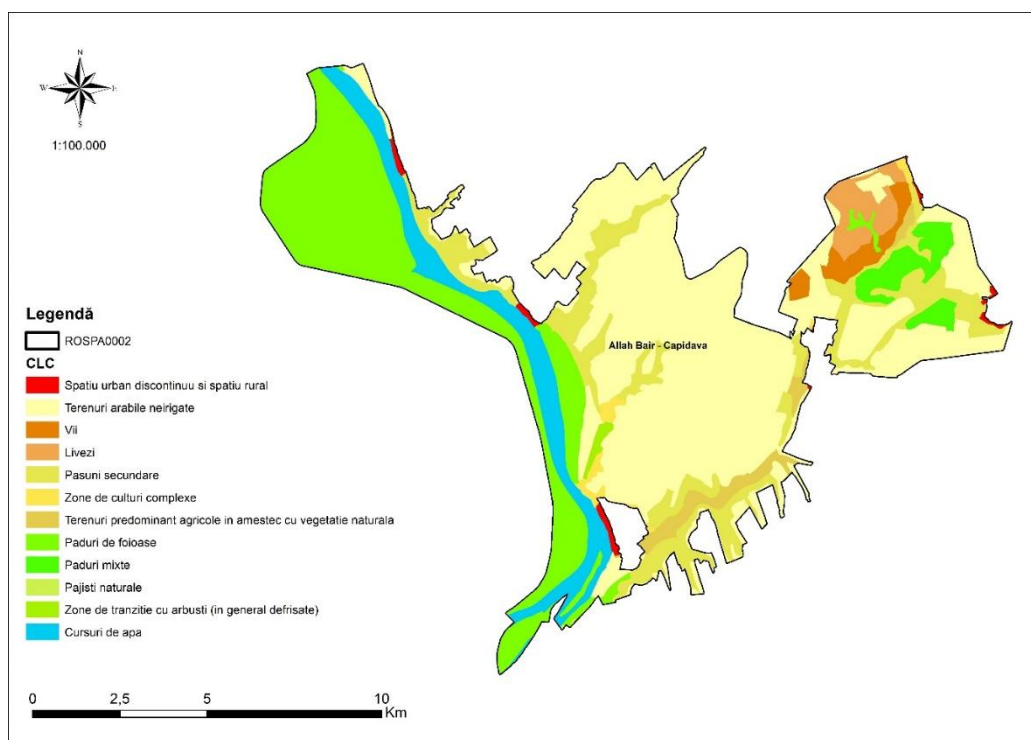 N
W
E
S
1:100.000
Allah Bair - Capidava
Legendă
ROSPA0002
CLC
Spatiu urban discontinuu si spatiu rural
Terenuri arabile neirigate
Vii
Livezi
Pasuni secundare
Zone de culturi complexe
Terenuri predominant agricole in amestec cu vegetatie naturala
Paduri de foioase
Paduri mixte
Pajisti naturale
Zone de tranzitie cu arbusti (in general defrisate)
Cursuri de apa
0 2,5 5 10
Km